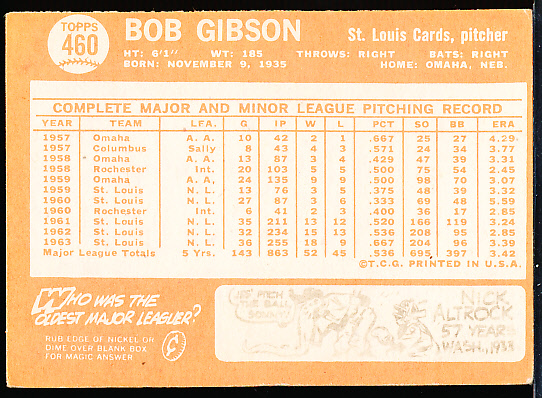 TOPPS
460
BOB GIBSON
St. Louis Cards, pitcher
HT: 6'1" WT: 185 THROWS: RIGHT BATS: RIGHT
BORN: NOVEMBER 9, 1935 HOME: OMAHA, NEB.
COMPLETE MAJOR AND MINOR LEAGUE PITCHING RECORD
YEAR TEAM LEA. G IP W L PCT SO BB ERA
1957 Omaha A. A. 10 42 2 1 .667 25 27 4.29
1957 Columbus Sally 8 43 4 3 .571 24 34 3.77
1958 Omaha A. A. 13 87 3 4 .429 47 39 3.31
1958 Rochester Int. 20 103 5 5 .500 75 54 2.45
1959 Omaha A. A. 24 135 9 9 .500 98 70 3.07
1959 St. Louis N. L. 13 76 3 5 .375 48 39 3.32
1960 St. Louis N. L. 27 87 3 6 .333 69 48 5.59
1960 Rochester Int. 6 41 2 3 .400 36 17 2.85
1961 St. Louis N. L. 35 211 13 12 .520 166 119 3.24
1962 St. Louis N. L. 32 234 15 13 .536 208 95 2.85
1963 St. Louis N. L. 36 255 18 9 .667 204 96 3.39
Major League Totals 5 Yrs. 143 863 52 45 .536 695 397 3.42
©T.C.G. PRINTED IN U.S.A.
WHO WAS THE
OLDEST MAJOR LEAGUER?
RUB EDGE OF NICKEL OR
DIME OVER BLANK BOX
FOR MAGIC ANSWER
PITCH
BALL
SONNY!
NICK
ALTROCK
57 YEARS
WASH., 1933